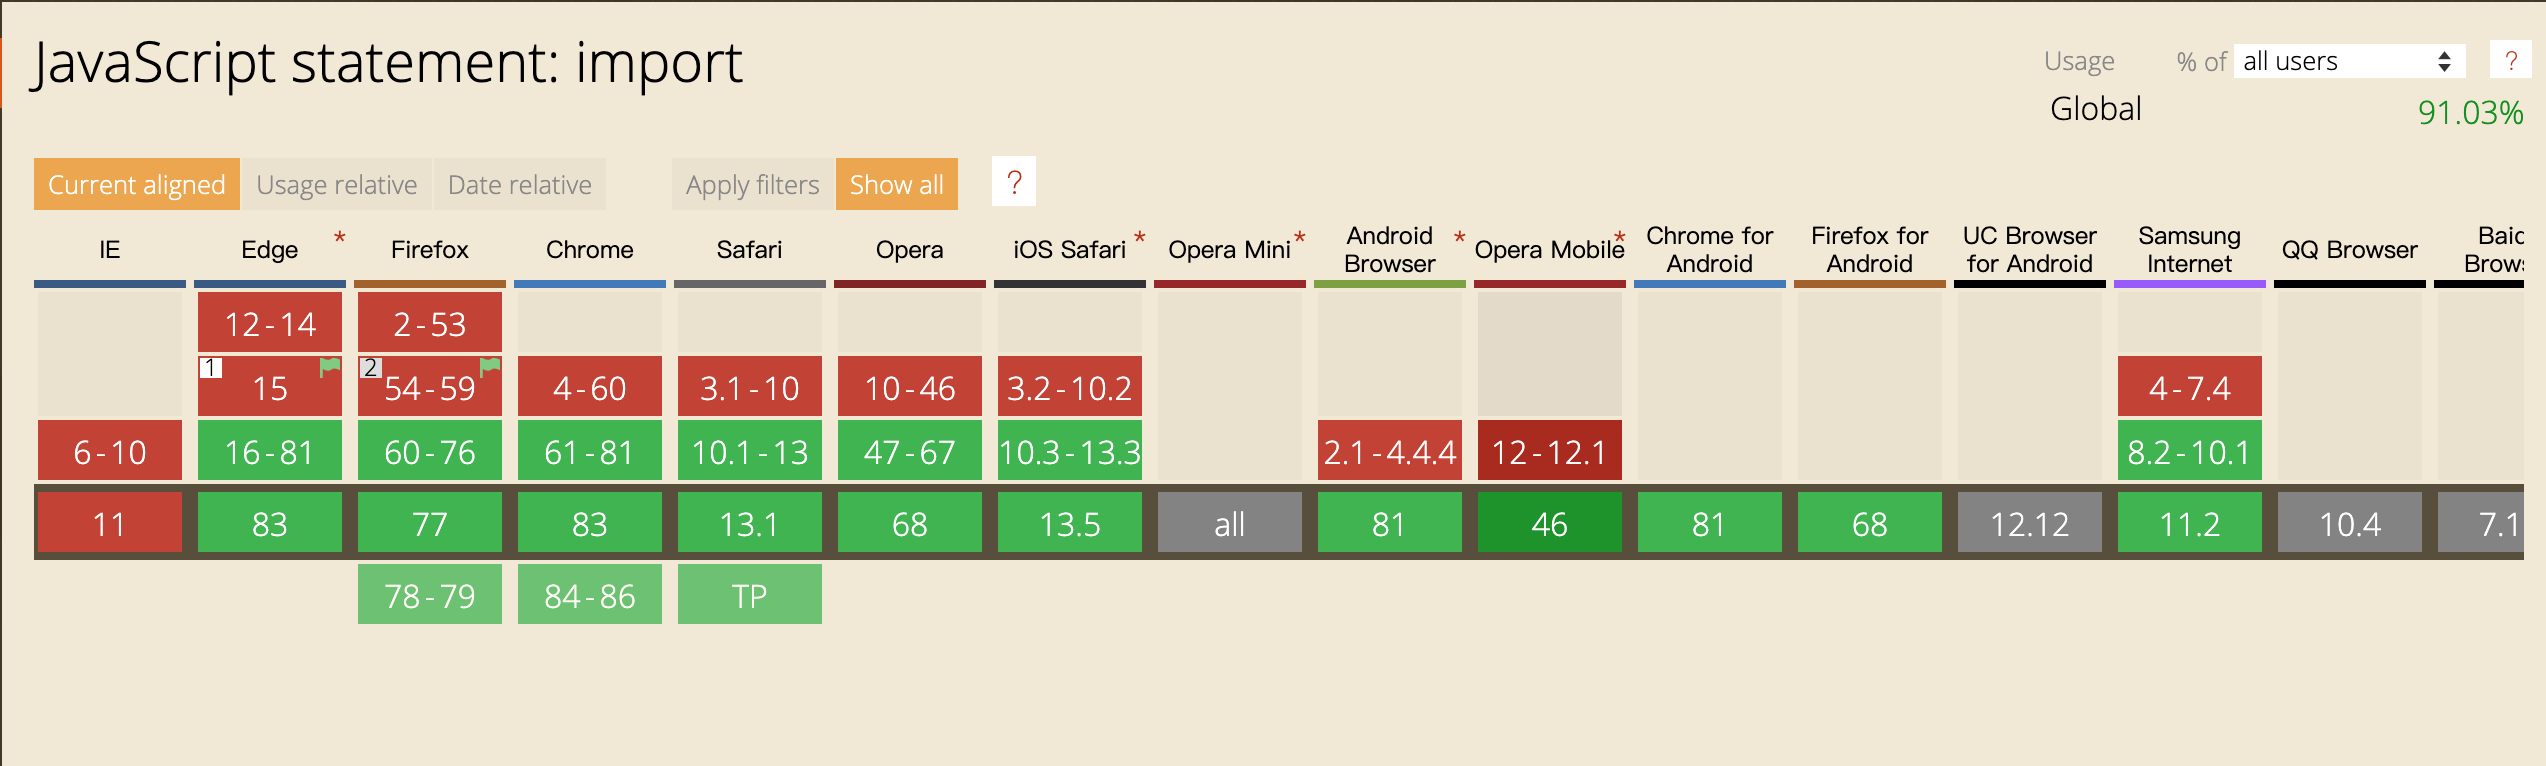 JavaScript statement: import
Usage % of all users ?
Global 91.03%
Current aligned Usage relative Date relative Apply filters Show all ?
IE Edge * Firefox Chrome Safari Opera iOS Safari * Opera Mini * Android Browser * Opera Mobile * Chrome for Android Firefox for Android UC Browser for Android Samsung Internet QQ Browser
12-14 2-53
1 15 2 54-59 4-60 3.1-10 10-46 3.2-10.2 4-7.4
6-10 16-81 60-76 61-81 10.1-13 47-67 10.3-13.3 2.1-4.4.4 12-12.1 8.2-10.1
11 83 77 83 13.1 68 13.5 all 81 46 81 68 12.12 11.2 10.4 7.1
78-79 84-86 TP